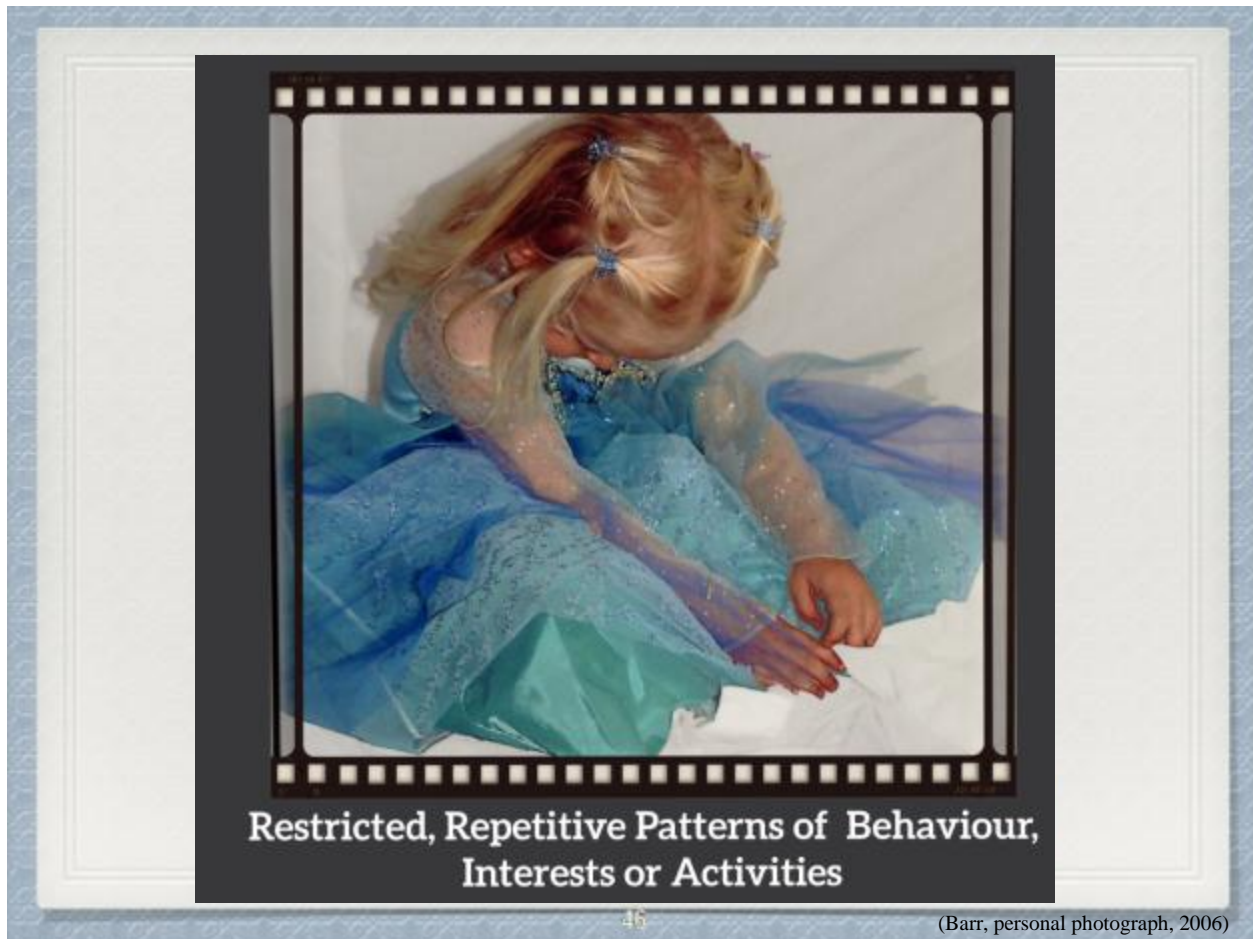 Restricted, Repetitive Patterns of Behaviour,
Interests or Activities
46
(Barr, personal photograph, 2006)